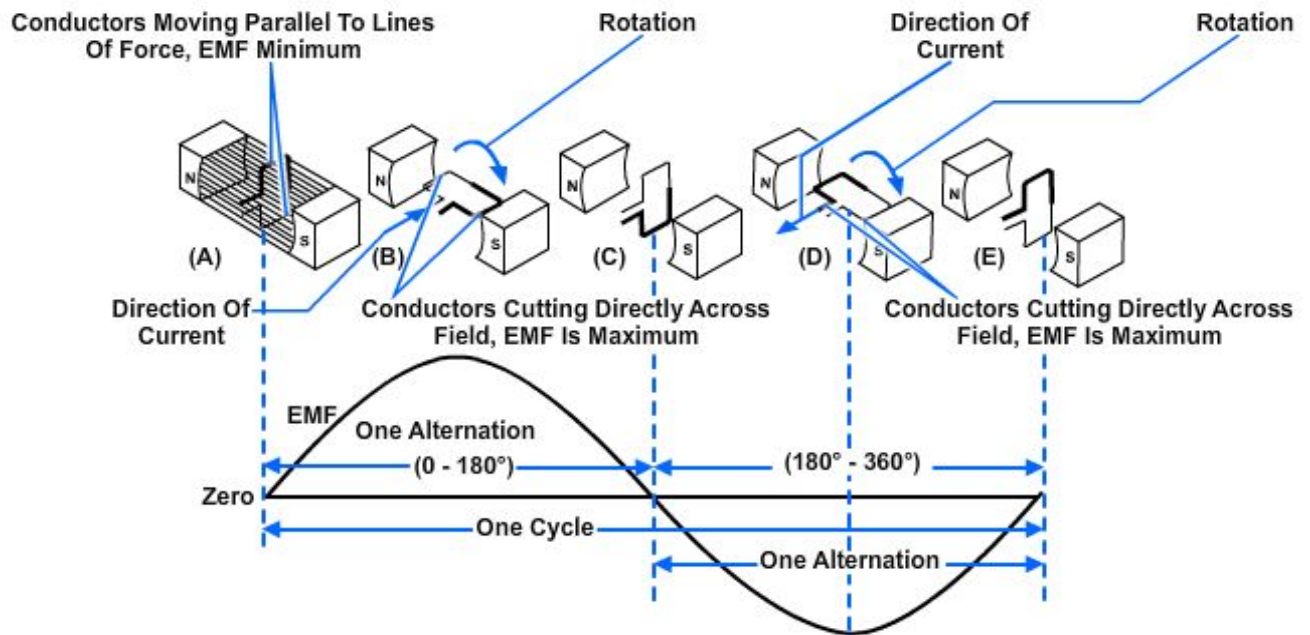 Conductors Moving Parallel To Lines
Of Force, EMF Minimum
Rotation
Direction Of
Current
Rotation
N
S
(A)
N
S
(B)
N
S
(C)
N
S
(D)
N
S
(E)
Direction Of
Current
Conductors Cutting Directly Across
Field, EMF Is Maximum
Conductors Cutting Directly Across
Field, EMF Is Maximum
EMF
One Alternation
(0 - 180°)
(180° - 360°)
Zero
One Cycle
One Alternation